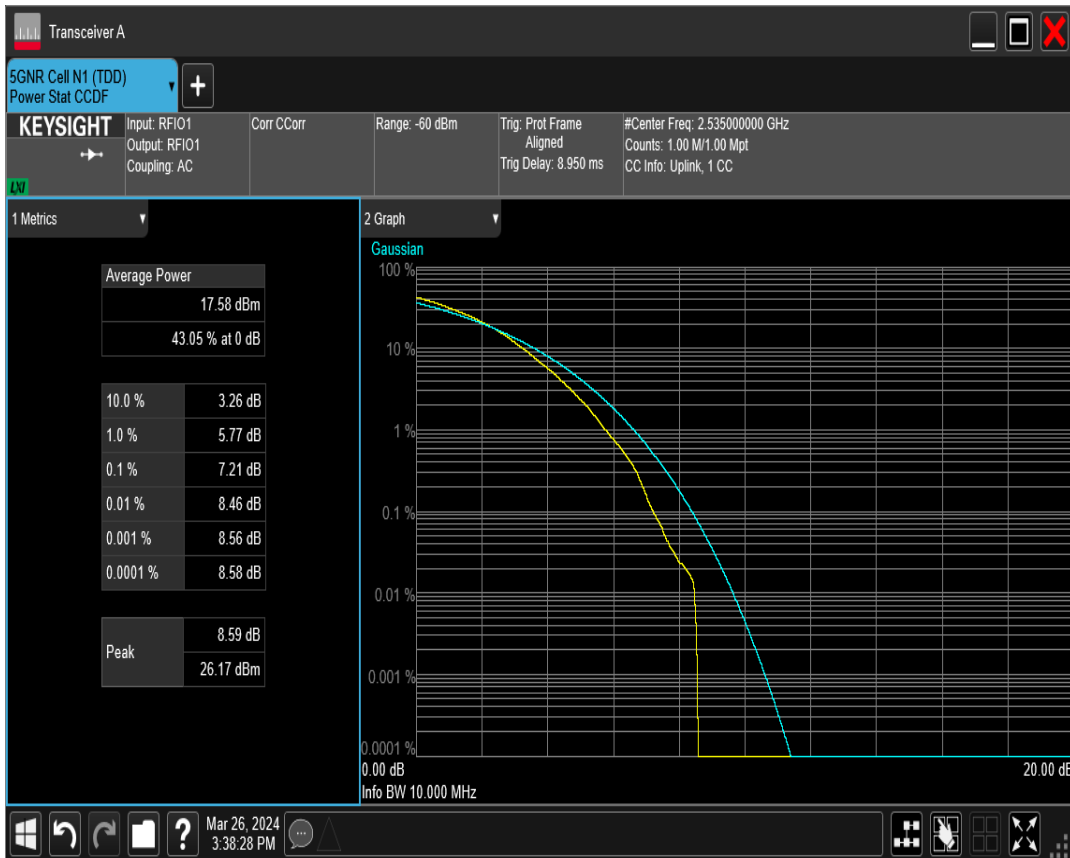 Transceiver A
5GNR Cell N1 (TDD)
Power Stat CCDF
+
KEYSIGHT
LXI
Input: RFIO1
Output: RFIO1
Coupling: AC
Corr CCorr
Range: -60 dBm
Trig: Prot Frame
Aligned
Trig Delay: 8.950 ms
#Center Freq: 2.535000000 GHz
Counts: 1.00 M/1.00 Mpt
CC Info: Uplink, 1 CC
1 Metrics
Average Power
17.58 dBm
43.05 % at 0 dB
10.0 % 3.26 dB
1.0 % 5.77 dB
0.1 % 7.21 dB
0.01 % 8.46 dB
0.001 % 8.56 dB
0.0001 % 8.58 dB
Peak
8.59 dB
26.17 dBm
2 Graph
Gaussian
100 %
10 %
1 %
0.1 %
0.01 %
0.001 %
0.0001 %
0.00 dB 20.00 dB
Info BW 10.000 MHz
?
Mar 26, 2024
3:38:28 PM